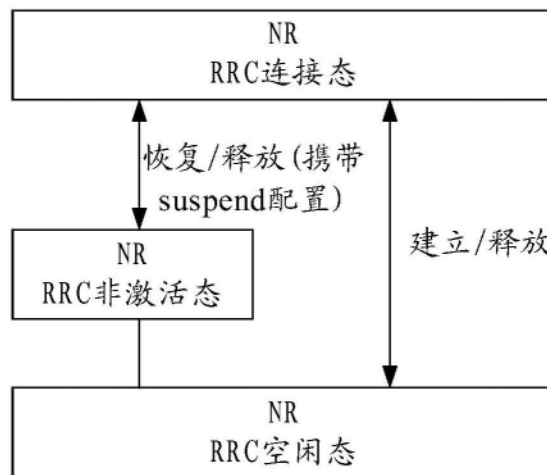 NR
RRC连接态
恢复/释放(携带
suspend配置)
建立/释放
NR
RRC非激活态
NR
RRC空闲态